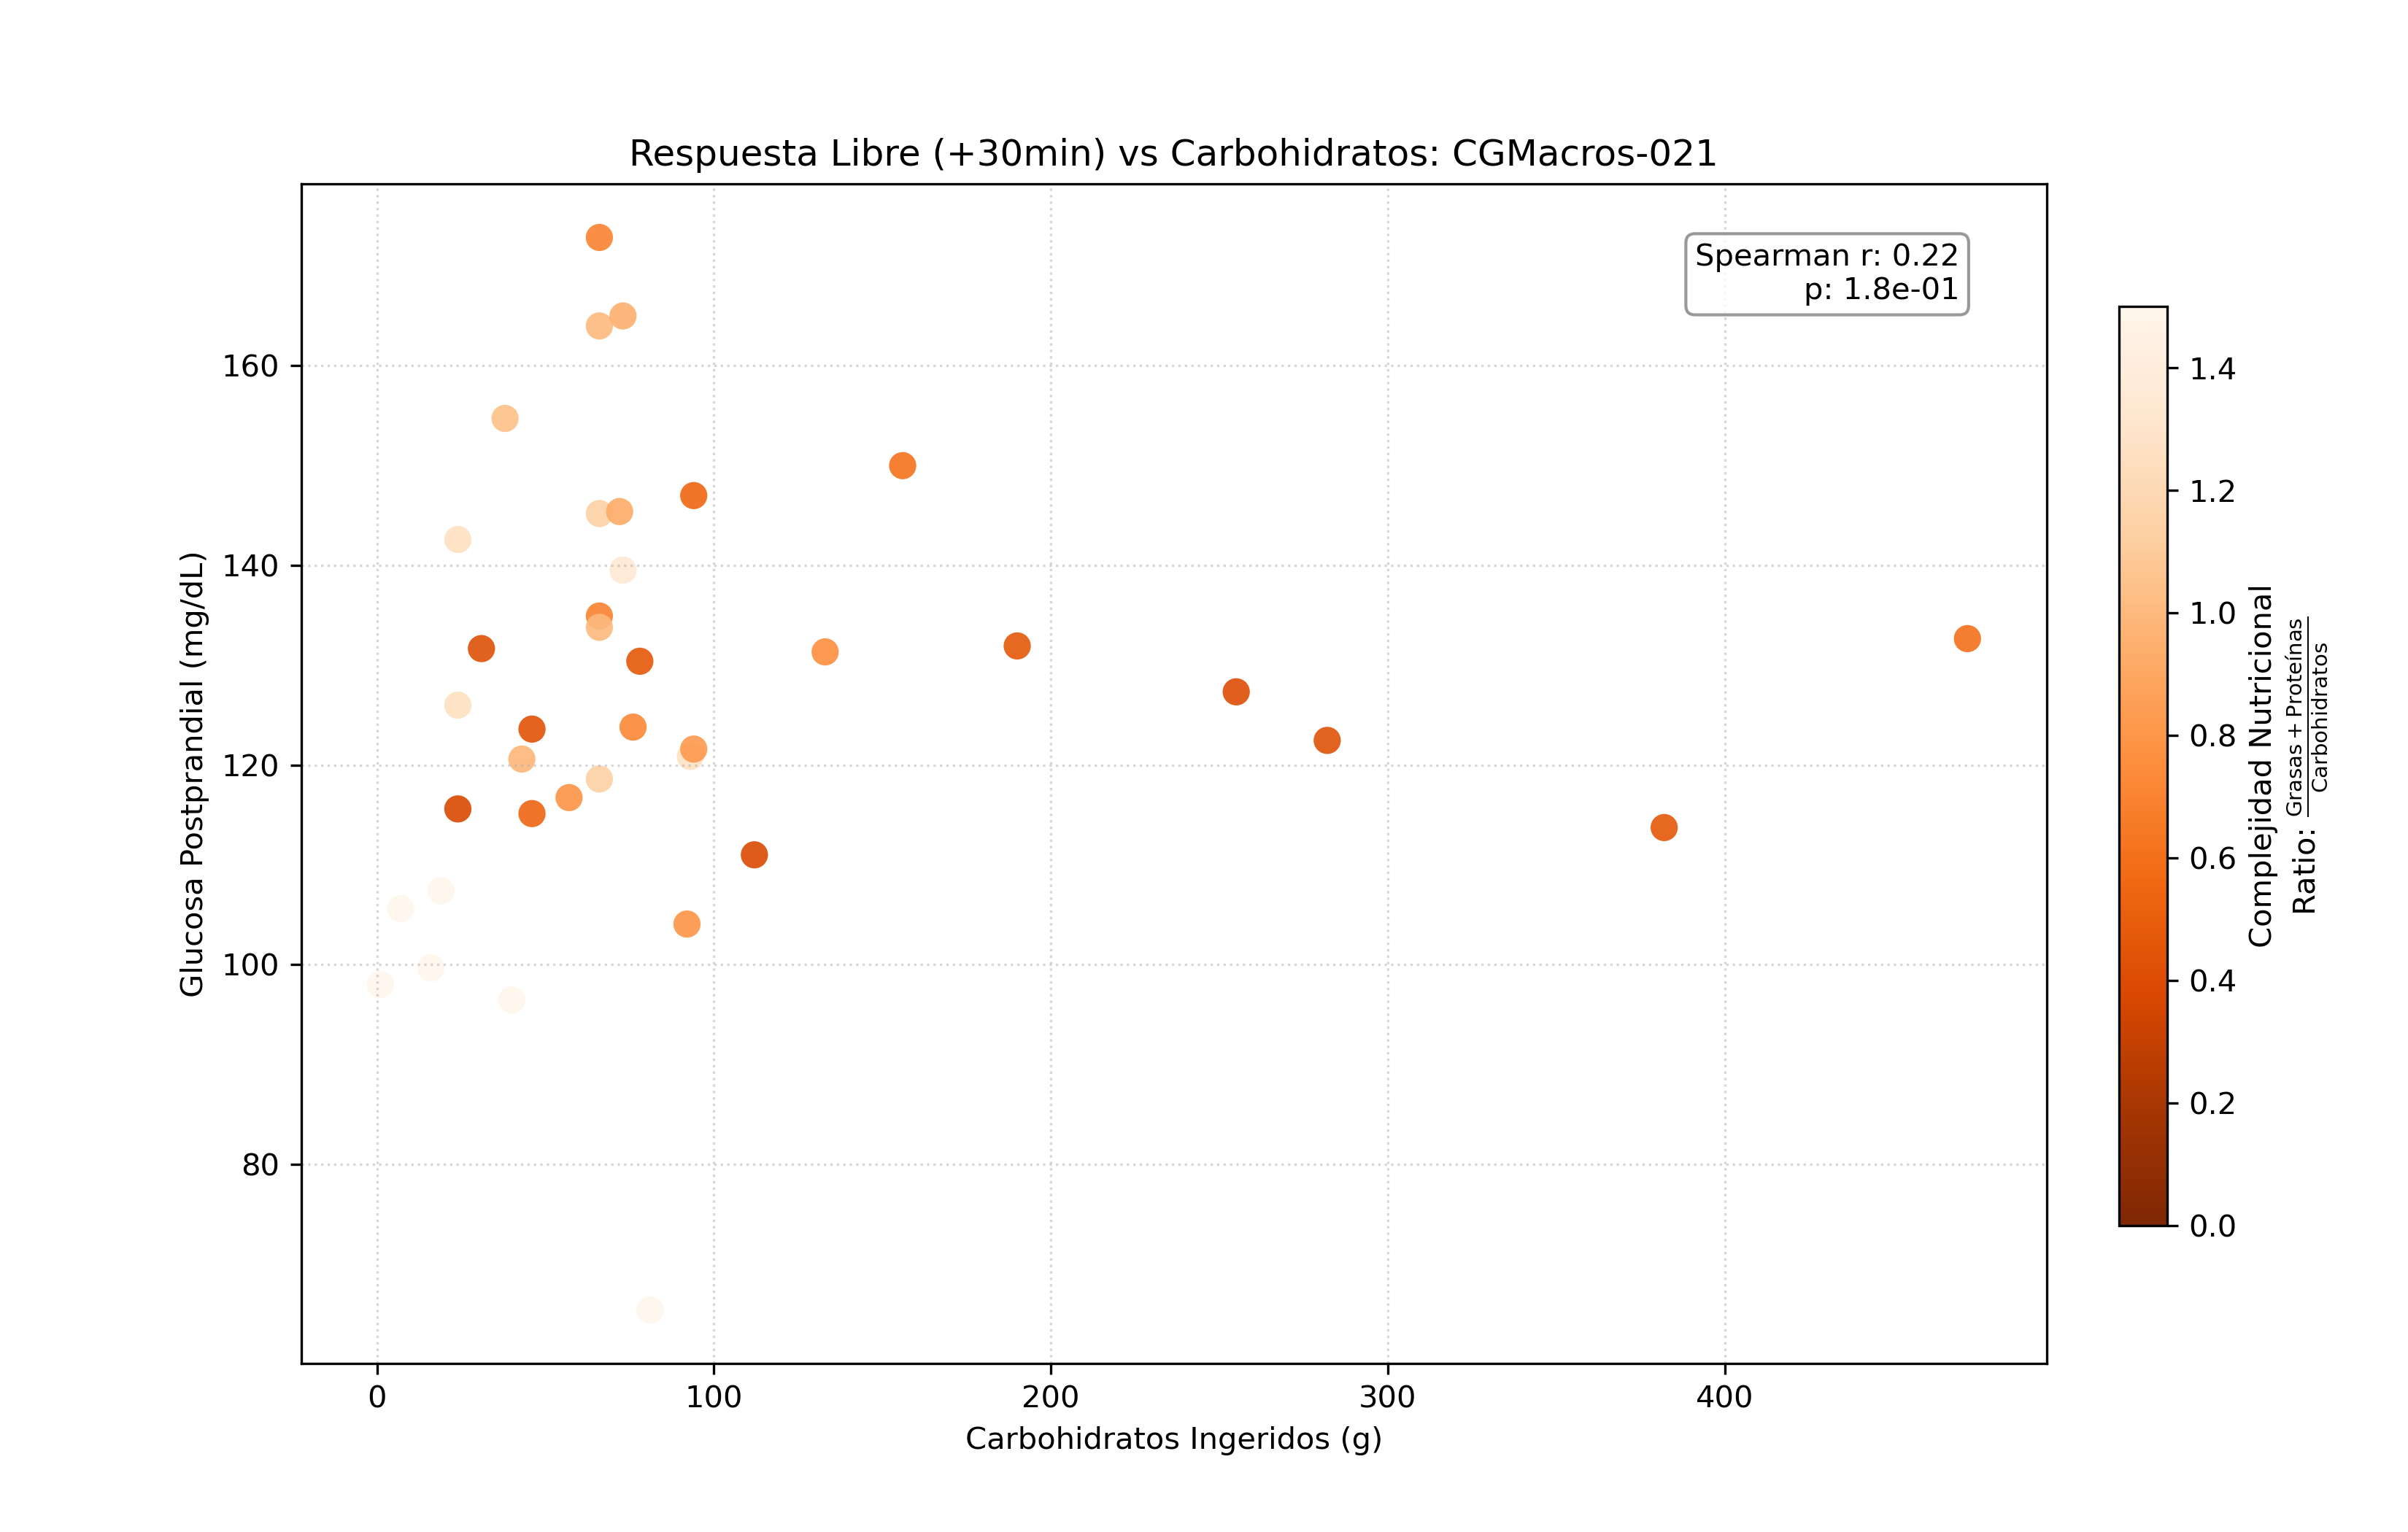 Respuesta Libre (+30min) vs Carbohidratos: CGMacros-021
Spearman r: 0.22
p: 1.8e-01
Glucosa Postprandial (mg/dL)
160
140
120
100
80
0
100
200
300
400
Carbohidratos Ingeridos (g)
1.4
1.2
1.0
0.8
0.6
0.4
0.2
0.0
Complejidad Nutricional
Ratio: Grasas + Proteínas / Carbohidratos